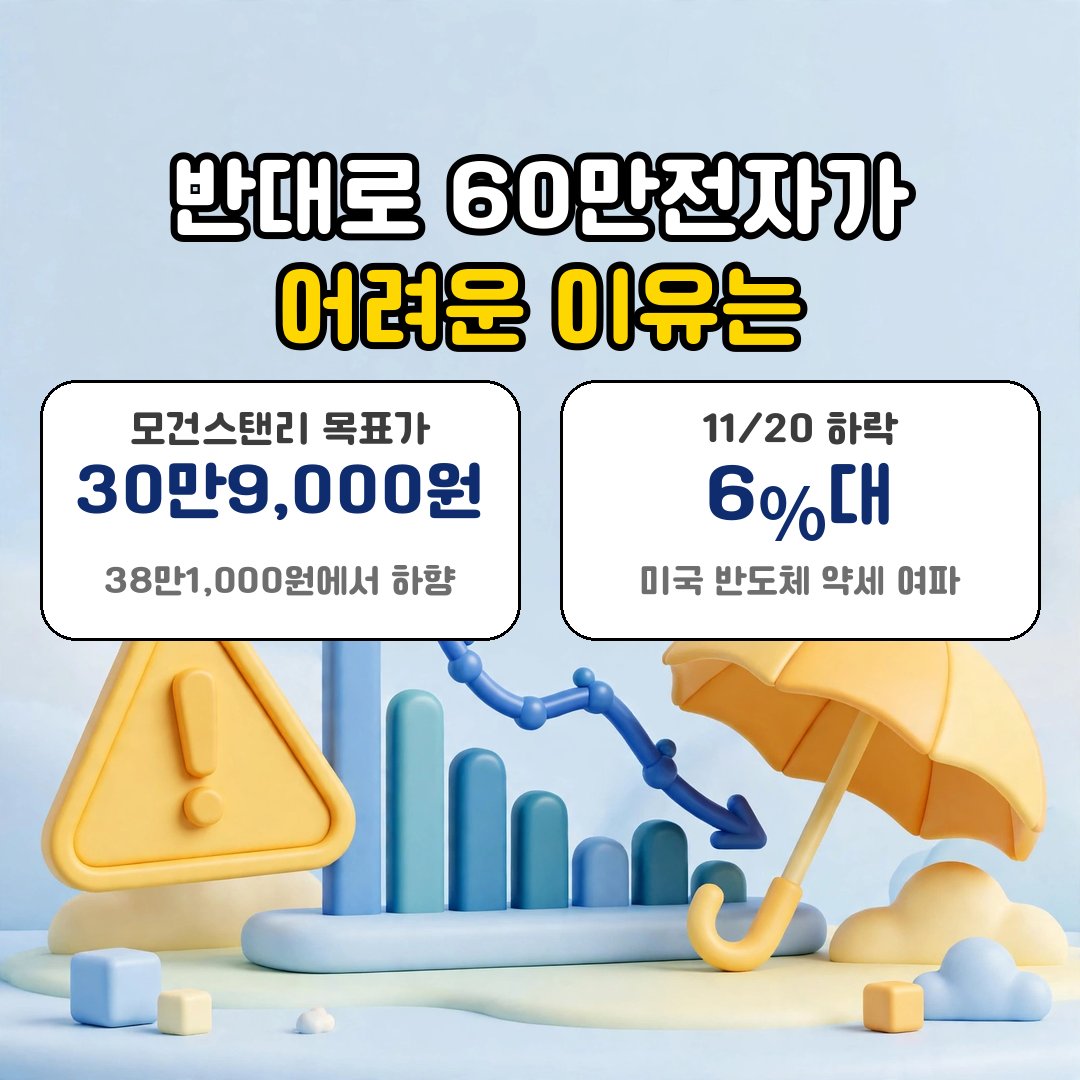 반대로 60만전자가
어려운 이유는
모건스탠리 목표가
30만9,000원
38만1,000원에서 하향
11/20 하락
6%대
미국 반도체 약세 여파